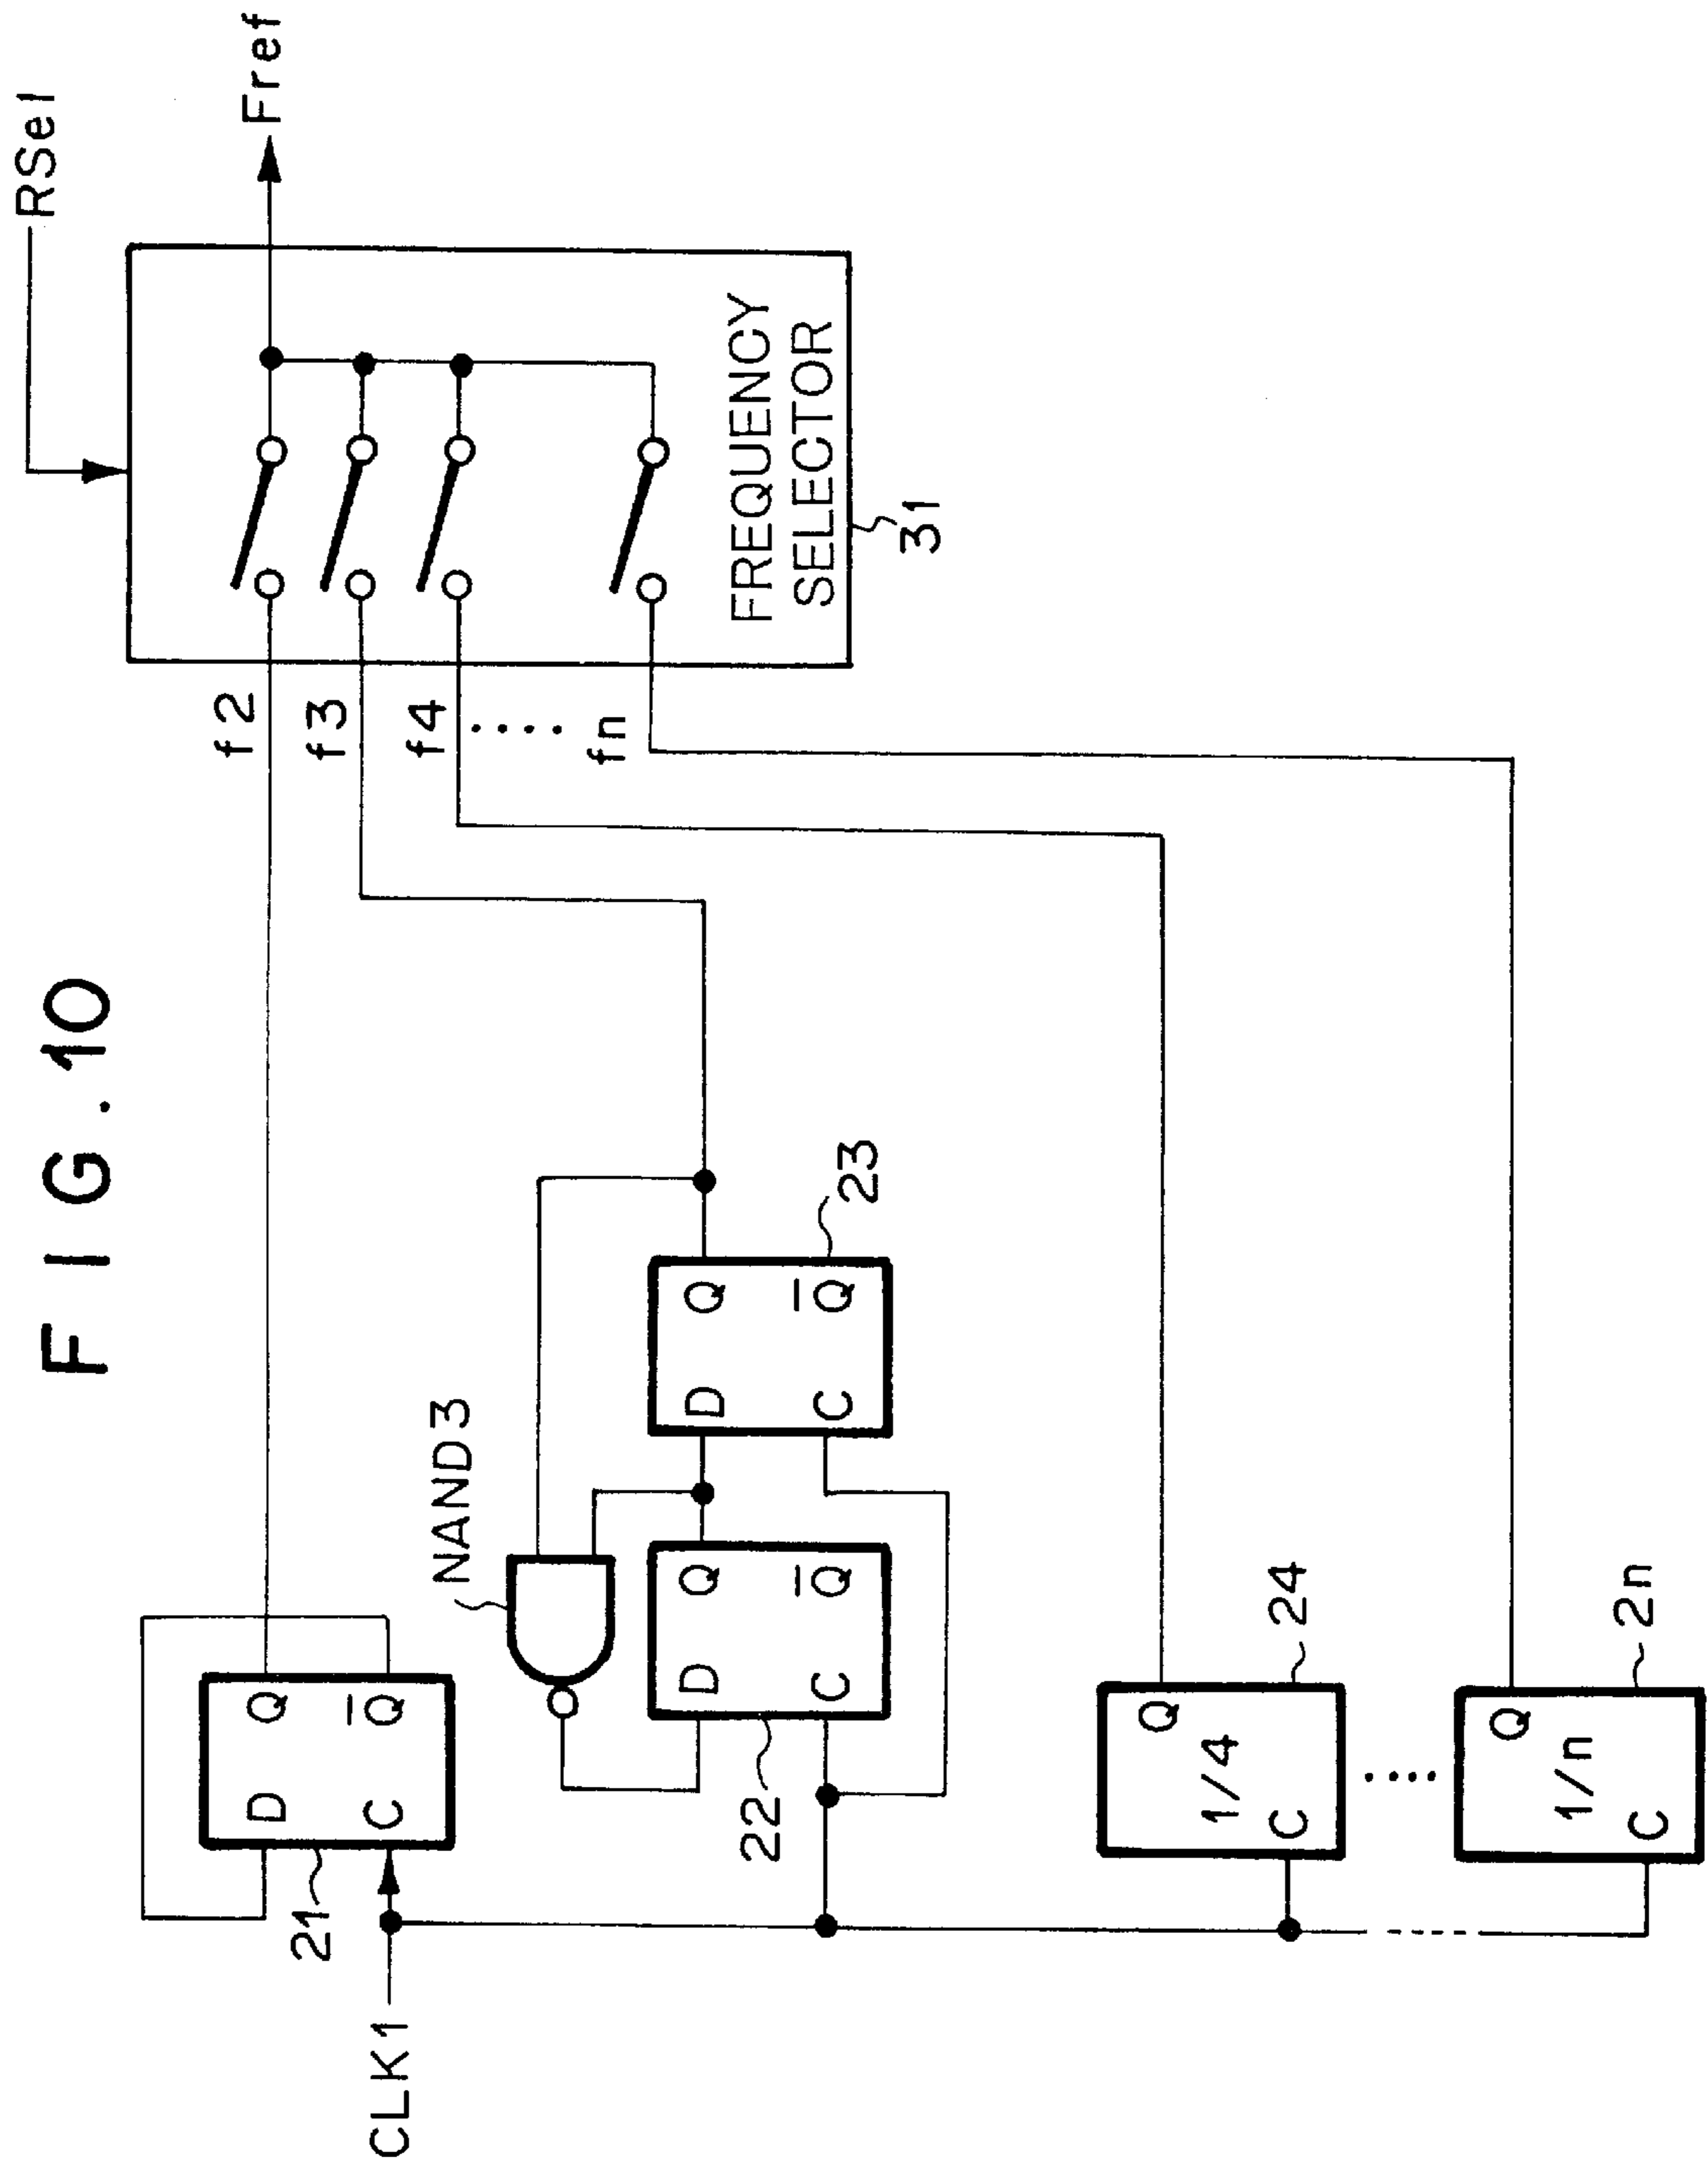 FIG.10
RSel
Fref
f2
f3
f4
....
fn
FREQUENCY
SELECTOR
31
D Q
C Q̅
21
CLK1
NAND3
D Q
C Q̅
22
D Q
C Q̅
23
Q
1/4
C
24
....
Q
1/n
C
2n